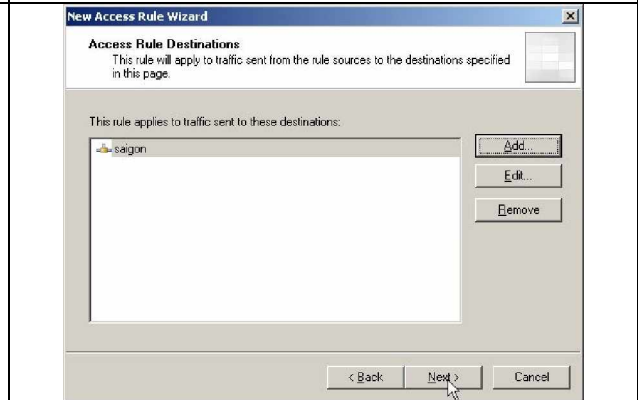 New Access Rule Wizard
Access Rule Destinations
This rule will apply to traffic sent from the rule sources to the destinations specified
in this page.
This rule applies to traffic sent to these destinations:
saigon
Add...
Edit...
Remove
< Back
Next >
Cancel